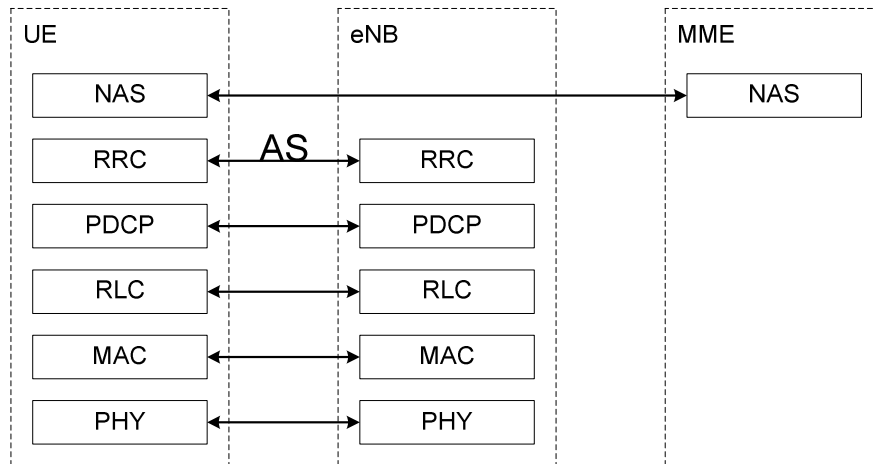 UE eNB MME
NAS NAS
RRC AS RRC
PDCP PDCP
RLC RLC
MAC MAC
PHY PHY